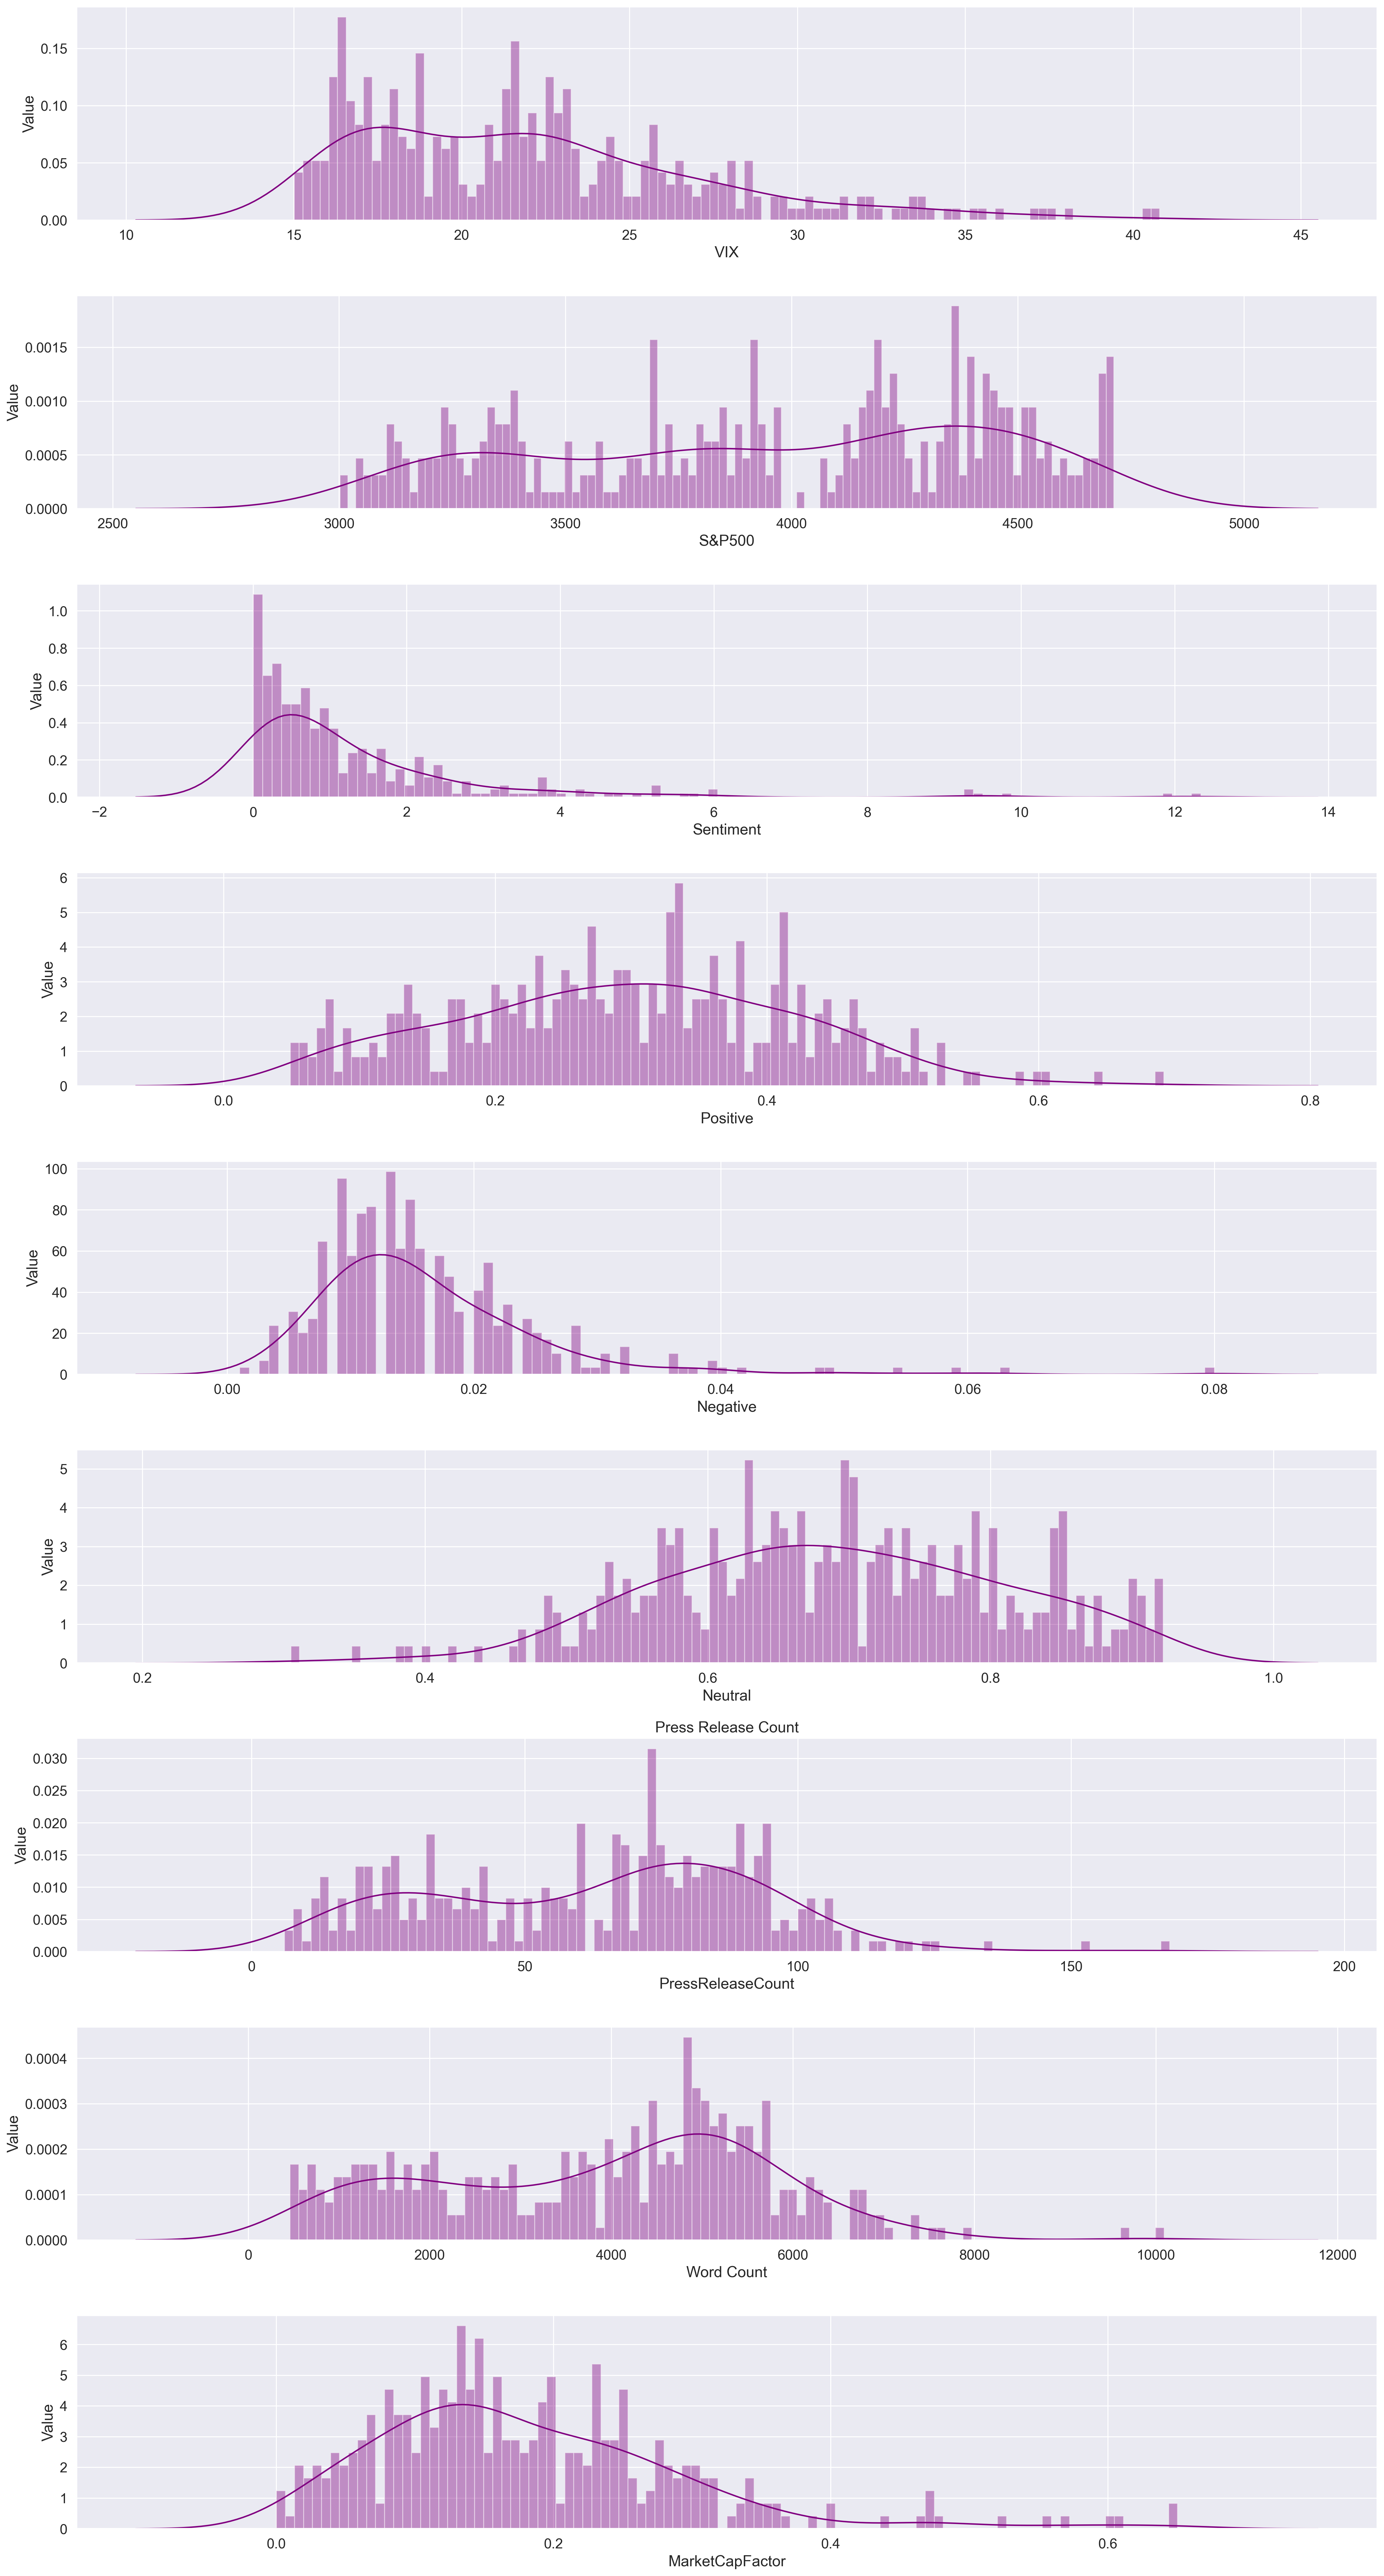 0.15
0.10
0.05
0.00
Value
10 15 20 25 30 35 40 45
VIX
0.0015
0.0010
0.0005
0.0000
Value
2500 3000 3500 4000 4500 5000
S&P500
1.0
0.8
0.6
0.4
0.2
0.0
Value
−2 0 2 4 6 8 10 12 14
Sentiment
6
5
4
3
2
1
0
Value
0.0 0.2 0.4 0.6 0.8
Positive
100
80
60
40
20
0
Value
0.00 0.02 0.04 0.06 0.08
Negative
5
4
3
2
1
0
Value
0.2 0.4 0.6 0.8 1.0
Neutral
Press Release Count
0.030
0.025
0.020
0.015
0.010
0.005
0.000
Value
0 50 100 150 200
PressReleaseCount
0.0004
0.0003
0.0002
0.0001
0.0000
Value
0 2000 4000 6000 8000 10000 12000
Word Count
6
5
4
3
2
1
0
Value
0.0 0.2 0.4 0.6
MarketCapFactor